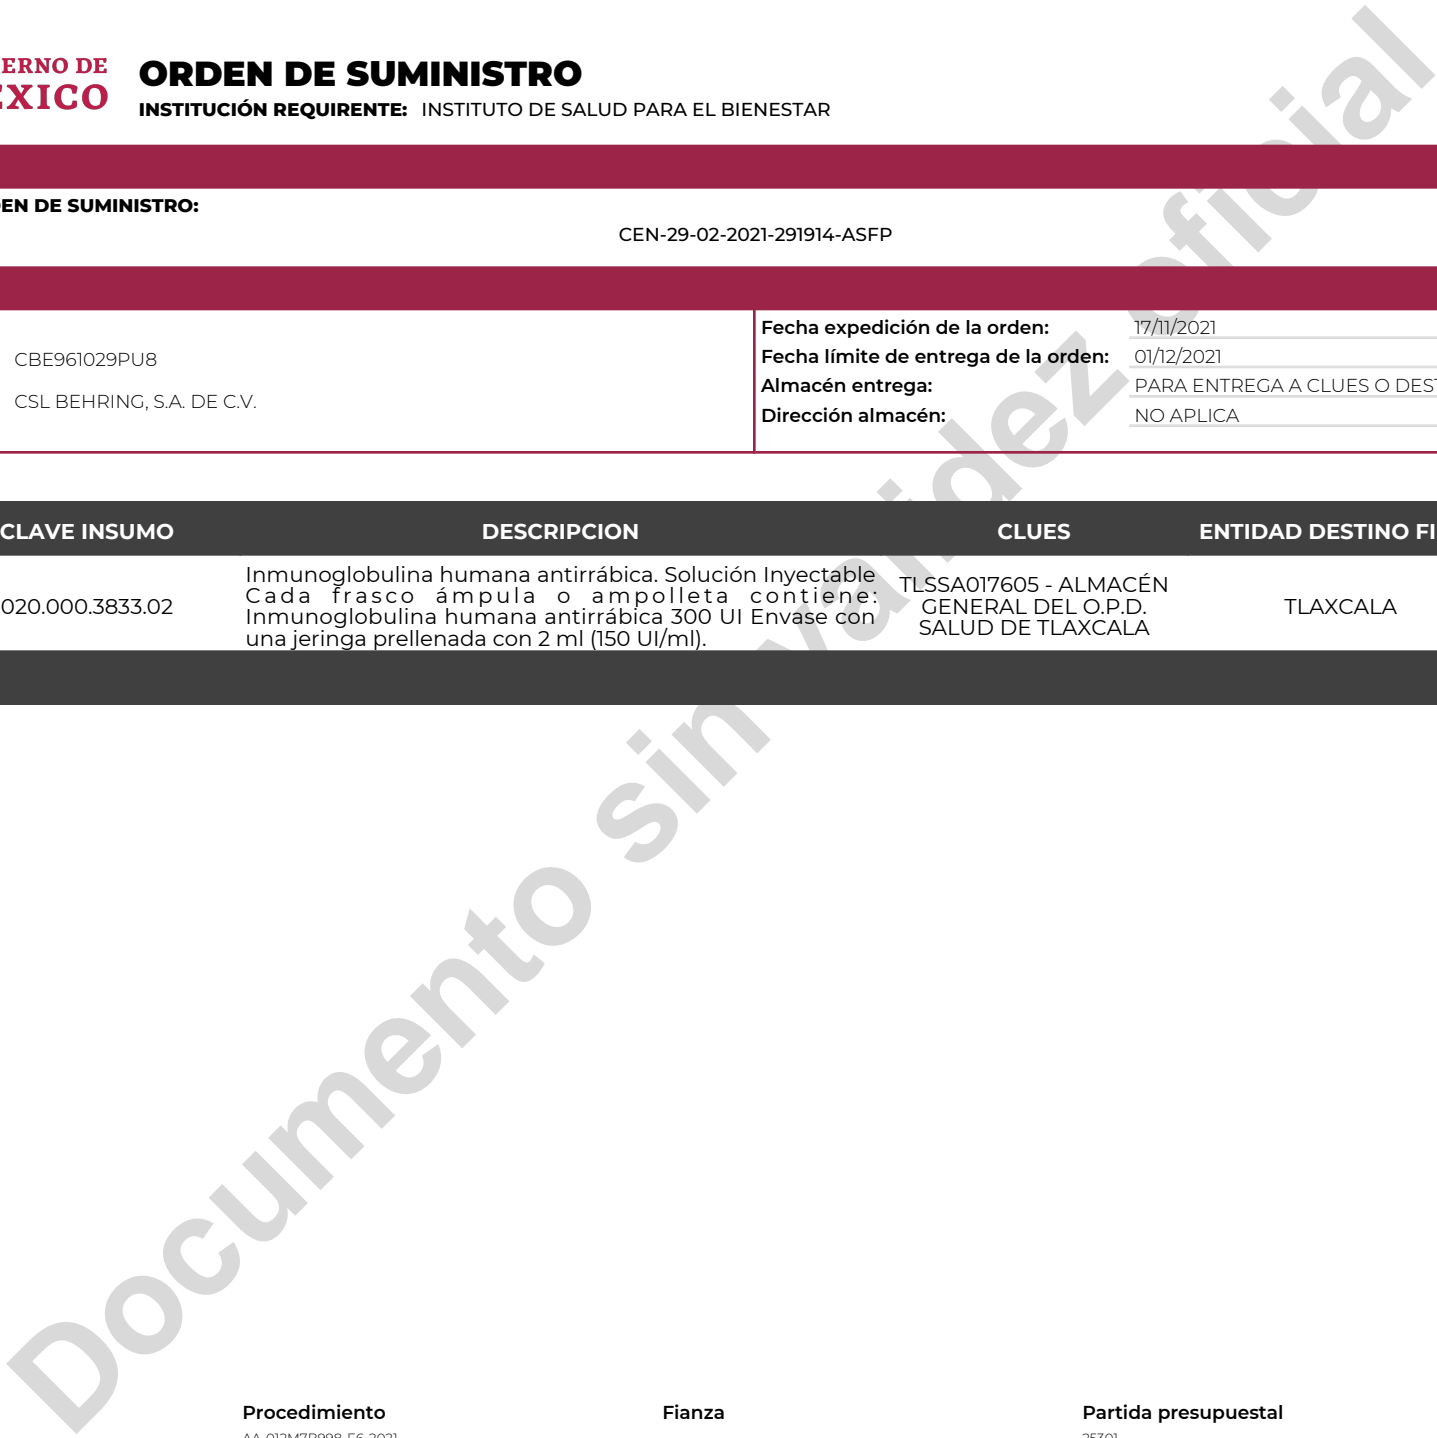 ERNO DE
EXICO
ORDEN DE SUMINISTRO
INSTITUCIÓN REQUIRENTE: INSTITUTO DE SALUD PARA EL BIENESTAR
EN DE SUMINISTRO:
CEN-29-02-2021-291914-ASFP
CBE961029PU8
CSL BEHRING, S.A. DE C.V.
Fecha expedición de la orden: 17/11/2021
Fecha límite de entrega de la orden: 01/12/2021
Almacén entrega: PARA ENTREGA A CLUES O DEST
Dirección almacén: NO APLICA
CLAVE INSUMO DESCRIPCION CLUES ENTIDAD DESTINO FI
020.000.3833.02
Inmunoglobulina humana antirrábica. Solución Inyectable
Cada frasco ámpula o ampolleta contiene:
Inmunoglobulina humana antirrábica 300 UI Envase con
una jeringa prellenada con 2 ml (150 UI/ml).
TLSSA017605 - ALMACÉN
GENERAL DEL O.P.D.
SALUD DE TLAXCALA
TLAXCALA
Documento sin validez oficial
Procedimiento Fianza Partida presupuestal